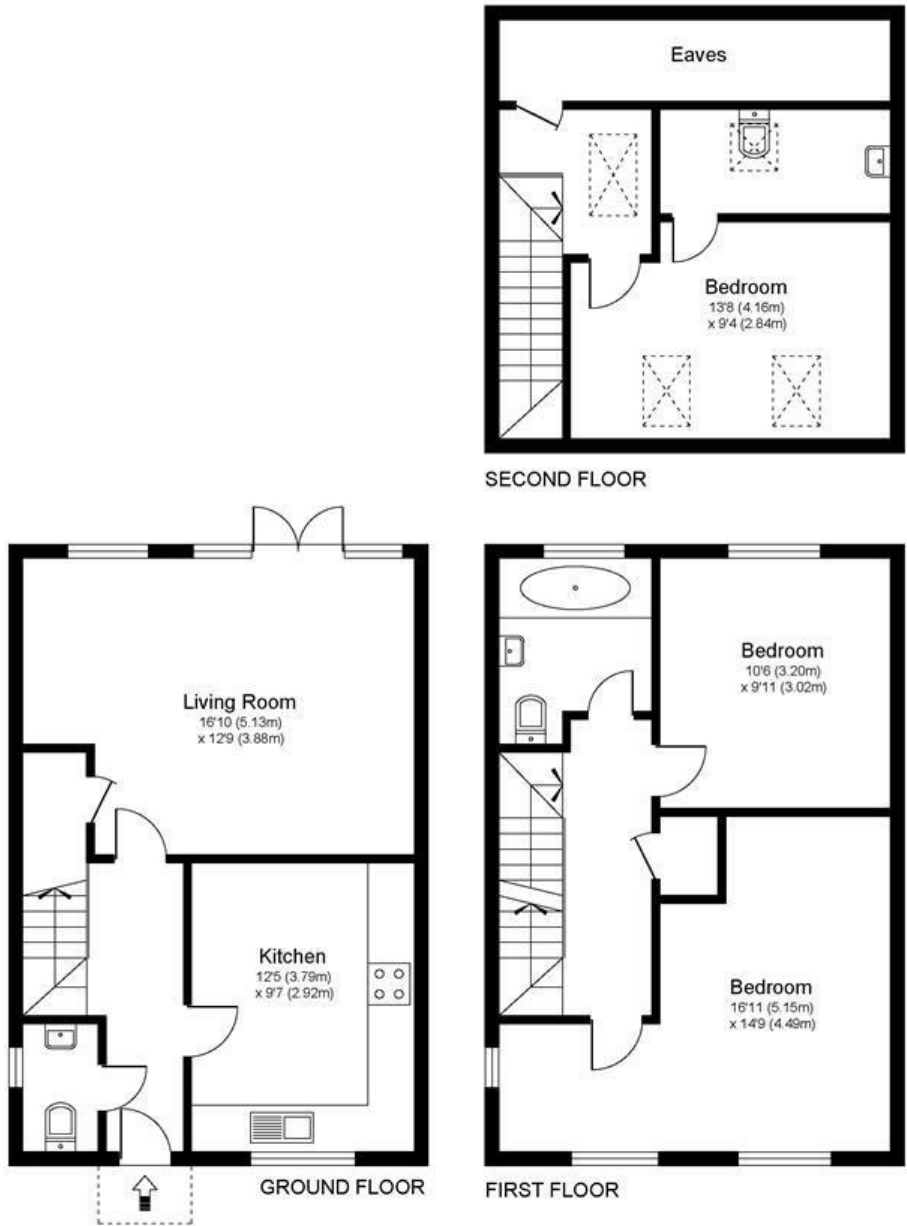 Eaves
Bedroom
13'8 (4.16m)
x 9'4 (2.84m)
SECOND FLOOR
Living Room
16'10 (5.13m)
x 12'9 (3.88m)
Kitchen
12'5 (3.79m)
x 9'7 (2.92m)
GROUND FLOOR
Bedroom
10'6 (3.20m)
x 9'11 (3.02m)
Bedroom
16'11 (5.15m)
x 14'9 (4.49m)
FIRST FLOOR